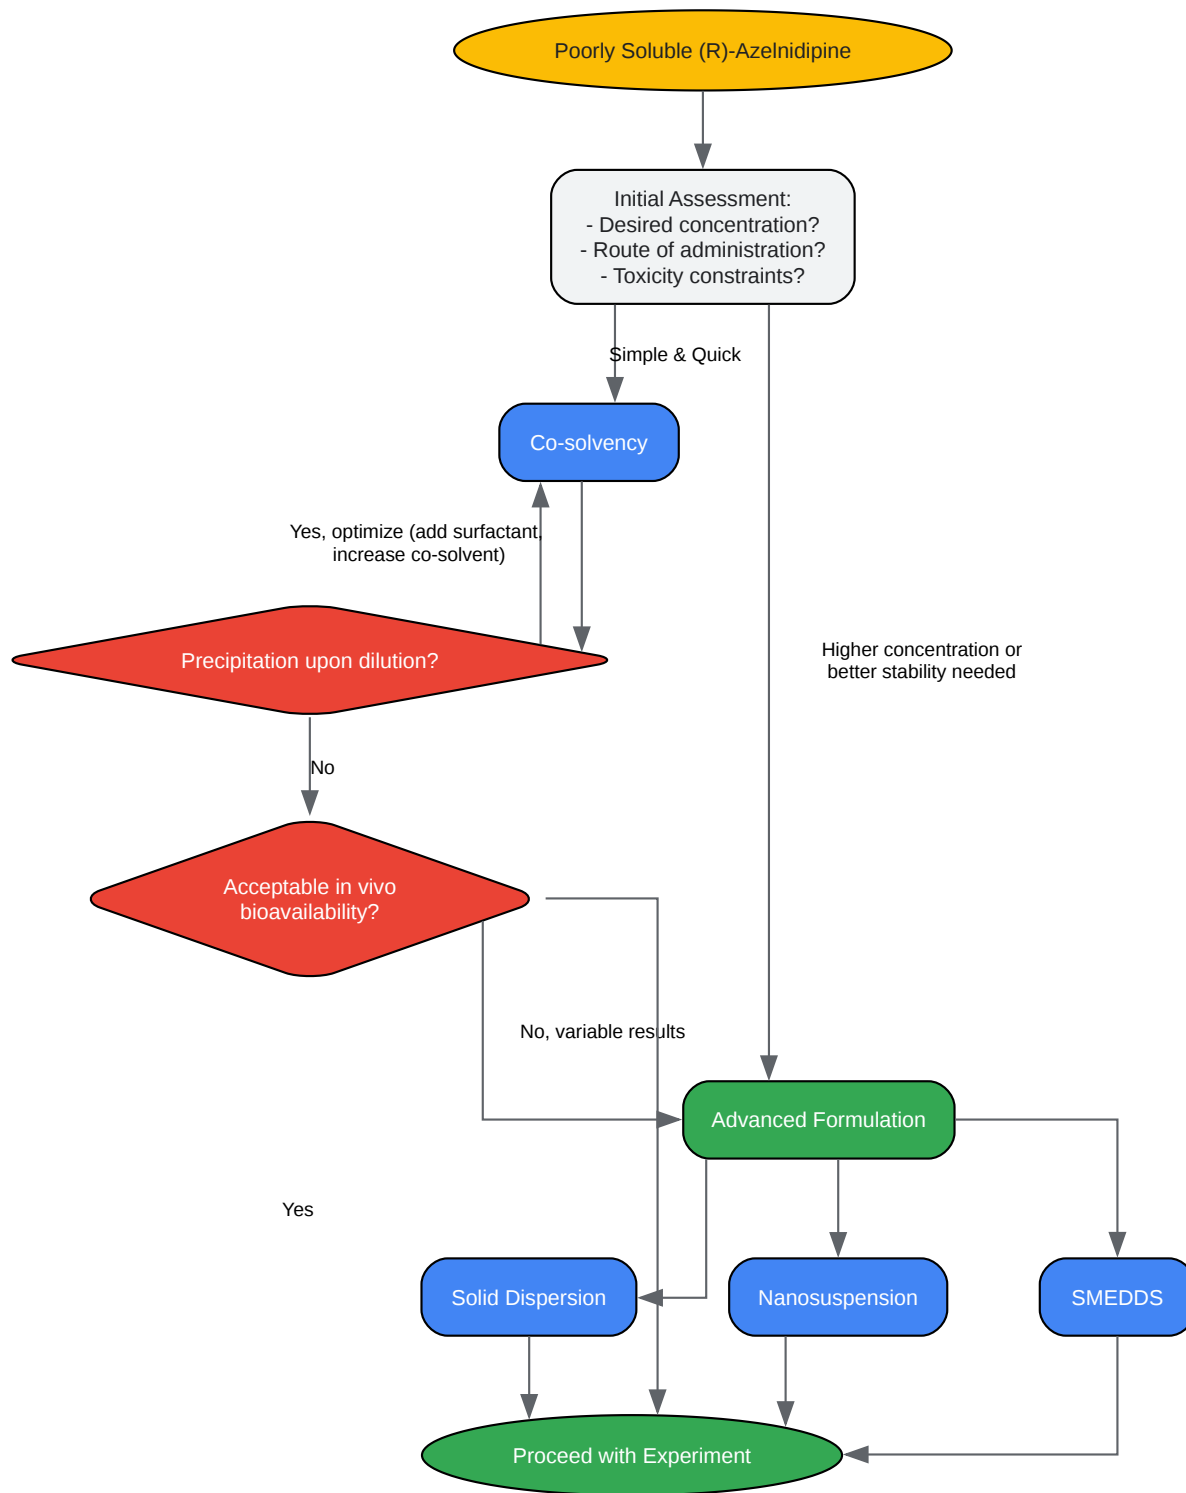 Poorly Soluble (R)-Azelnidipine
Initial Assessment:
- Desired concentration?
- Route of administration?
- Toxicity constraints?
Simple & Quick
Co-solvency
Yes, optimize (add surfactant,
increase co-solvent)
Precipitation upon dilution?
Higher concentration or
better stability needed
No
Acceptable in vivo
bioavailability?
No, variable results
Advanced Formulation
Yes
Solid Dispersion
Nanosuspension
SMEDDS
Proceed with Experiment